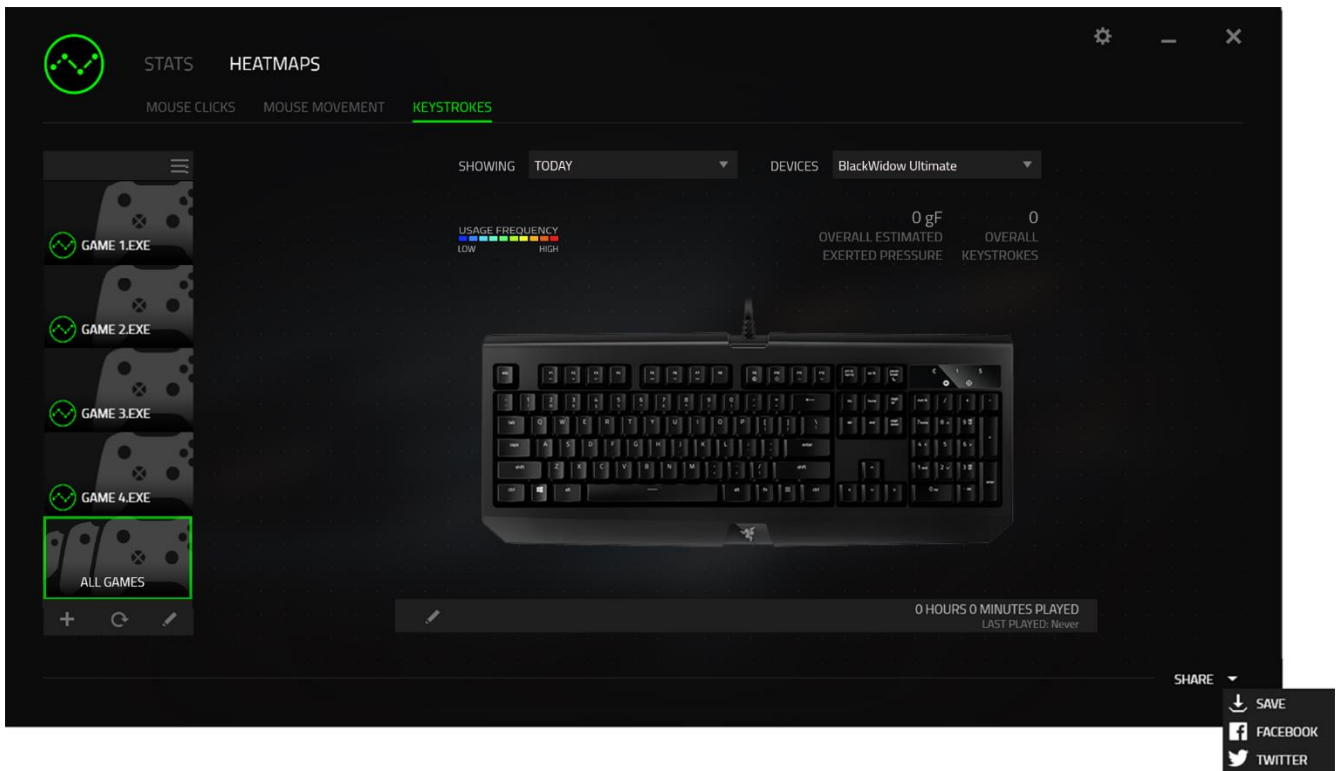 STATS HEATMAPS
MOUSE CLICKS MOUSE MOVEMENT KEYSTROKES
SHOWING TODAY DEVICES BlackWidow Ultimate
GAME 1.EXE
GAME 2.EXE
GAME 3.EXE
GAME 4.EXE
ALL GAMES
USAGE FREQUENCY
LOW HIGH
0 gF
OVERALL ESTIMATED
EXERTED PRESSURE
0
OVERALL
KEYSTROKES
Q W E R T Y U I O P
A S D F G H J K L
Z X C V B N M
0 HOURS 0 MINUTES PLAYED
LAST PLAYED: Never
SHARE
SAVE
FACEBOOK
TWITTER